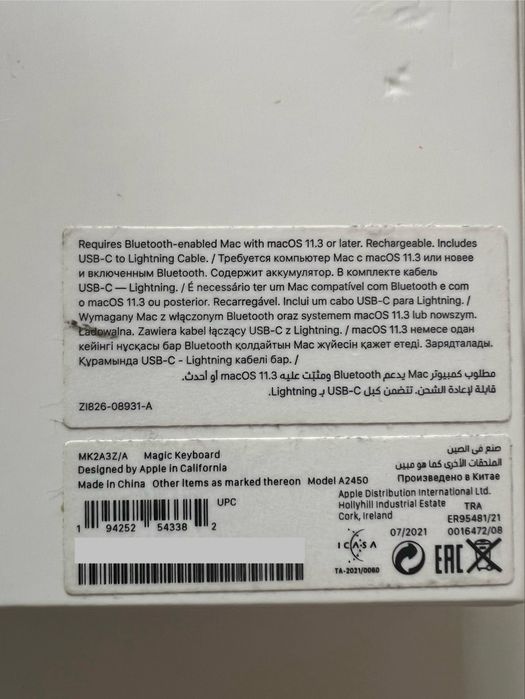 Requires Bluetooth-enabled Mac with macOS 11.3 or later. Rechargeable. Includes
USB-C to Lightning Cable. / Требуется компьютер Mac с macOS 11.3 или новее
и включенным Bluetooth. Содержит аккумулятор. В комплекте кабель
USB-C — Lightning. / É necessário ter um Mac compatível com Bluetooth e com
o macOS 11.3 ou posterior. Recarregável. Inclui um cabo USB-C para Lightning. /
Wymagany Mac z włączonym Bluetooth oraz systemem macOS 11.3 lub nowszym.
Ładowalna. Zawiera kabel łączący USB-C z Lightning. / macOS 11.3 немесе одан
кейінгі нұсқасы бар Bluetooth қолдайтын Mac жүйесін қажет етеді. Зарядталады.
Құрамында USB-C - Lightning кабелі бар. /
مطلوب كمبيوتر Mac يدعم Bluetooth ومثبّت عليه macOS 11.3 أو أحدث.
قابلة لإعادة الشحن. تتضمن كبل USB-C بـ Lightning.
ZI826-08931-A
MK2A3Z/A Magic Keyboard
Designed by Apple in California
Made in China Other Items as marked thereon Model A2450
صنع في الصين
المنتجات الأخرى كما هو مبين
Произведено в Китае
UPC
1 94252 54338 2
Apple Distribution International Ltd.
Hollyhill Industrial Estate
Cork, Ireland
TRA
ER95481/21
0016472/08
07/2021
ICASA
TA-2021/0060
EAC